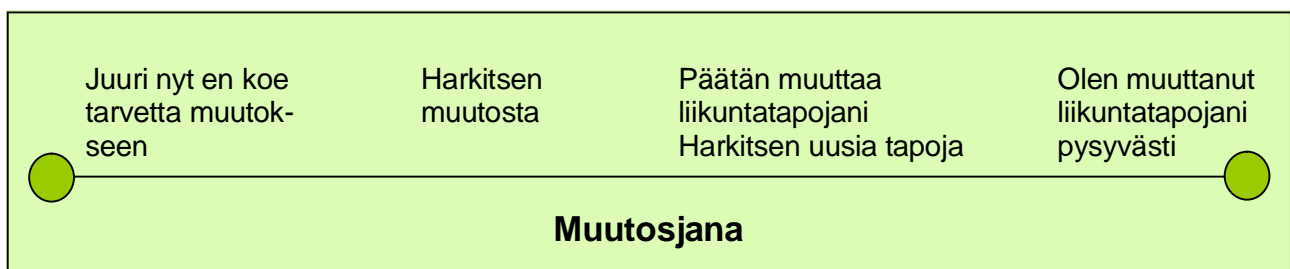 Juuri nyt en koe
tarvetta muutok-
seen
Harkitsen
muutosta
Päätän muuttaa
liikuntatapojani
Harkitsen uusia tapoja
Olen muuttanut
liikuntatapojani
pysyvästi
Muutosjana